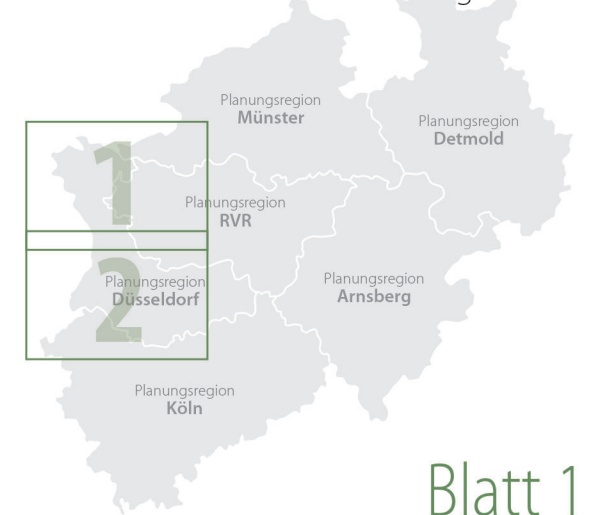 Planungsregion
Münster
Planungsregion
Detmold
1
Planungsregion
RVR
2
Planungsregion
Düsseldorf
Planungsregion
Arnsberg
Planungsregion
Köln
Blatt 1